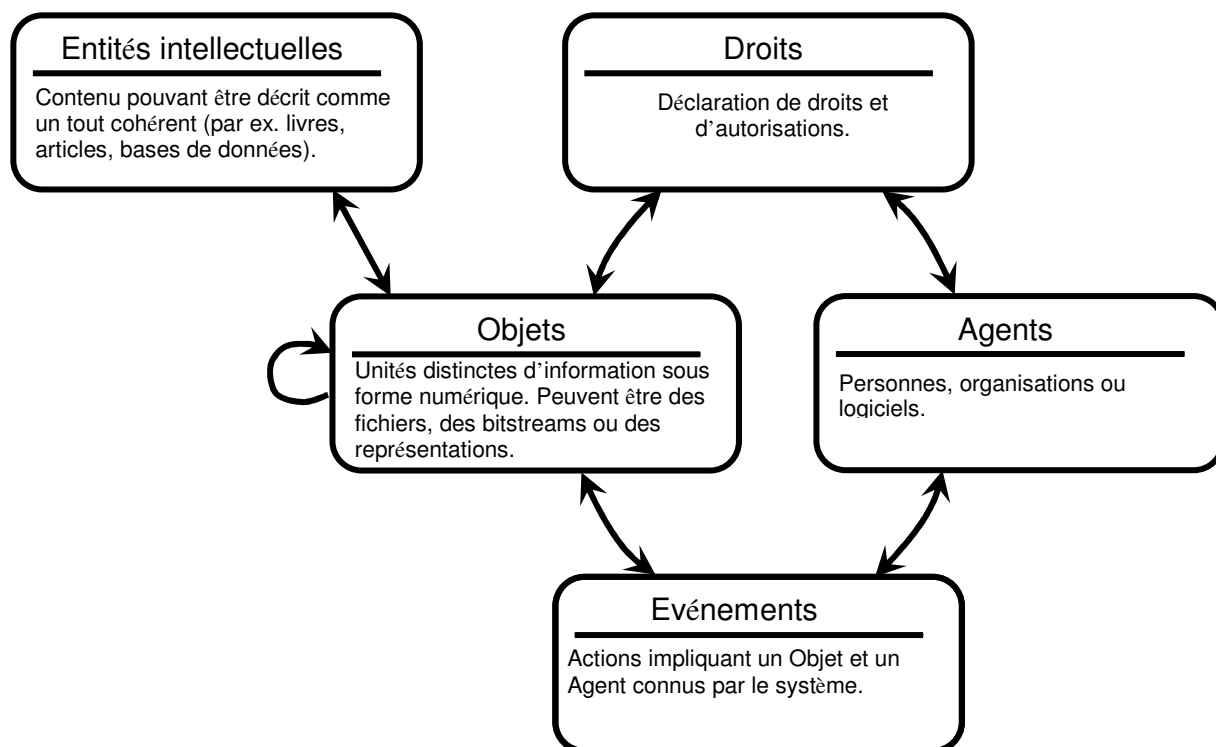 Entités intellectuelles
Contenu pouvant être décrit comme
un tout cohérent (par ex. livres,
articles, bases de données).
Droits
Déclaration de droits et
d’autorisations.
Objets
Unités distinctes d’information sous
forme numérique. Peuvent être des
fichiers, des bitstreams ou des
représentations.
Agents
Personnes, organisations ou
logiciels.
Evénements
Actions impliquant un Objet et un
Agent connus par le système.